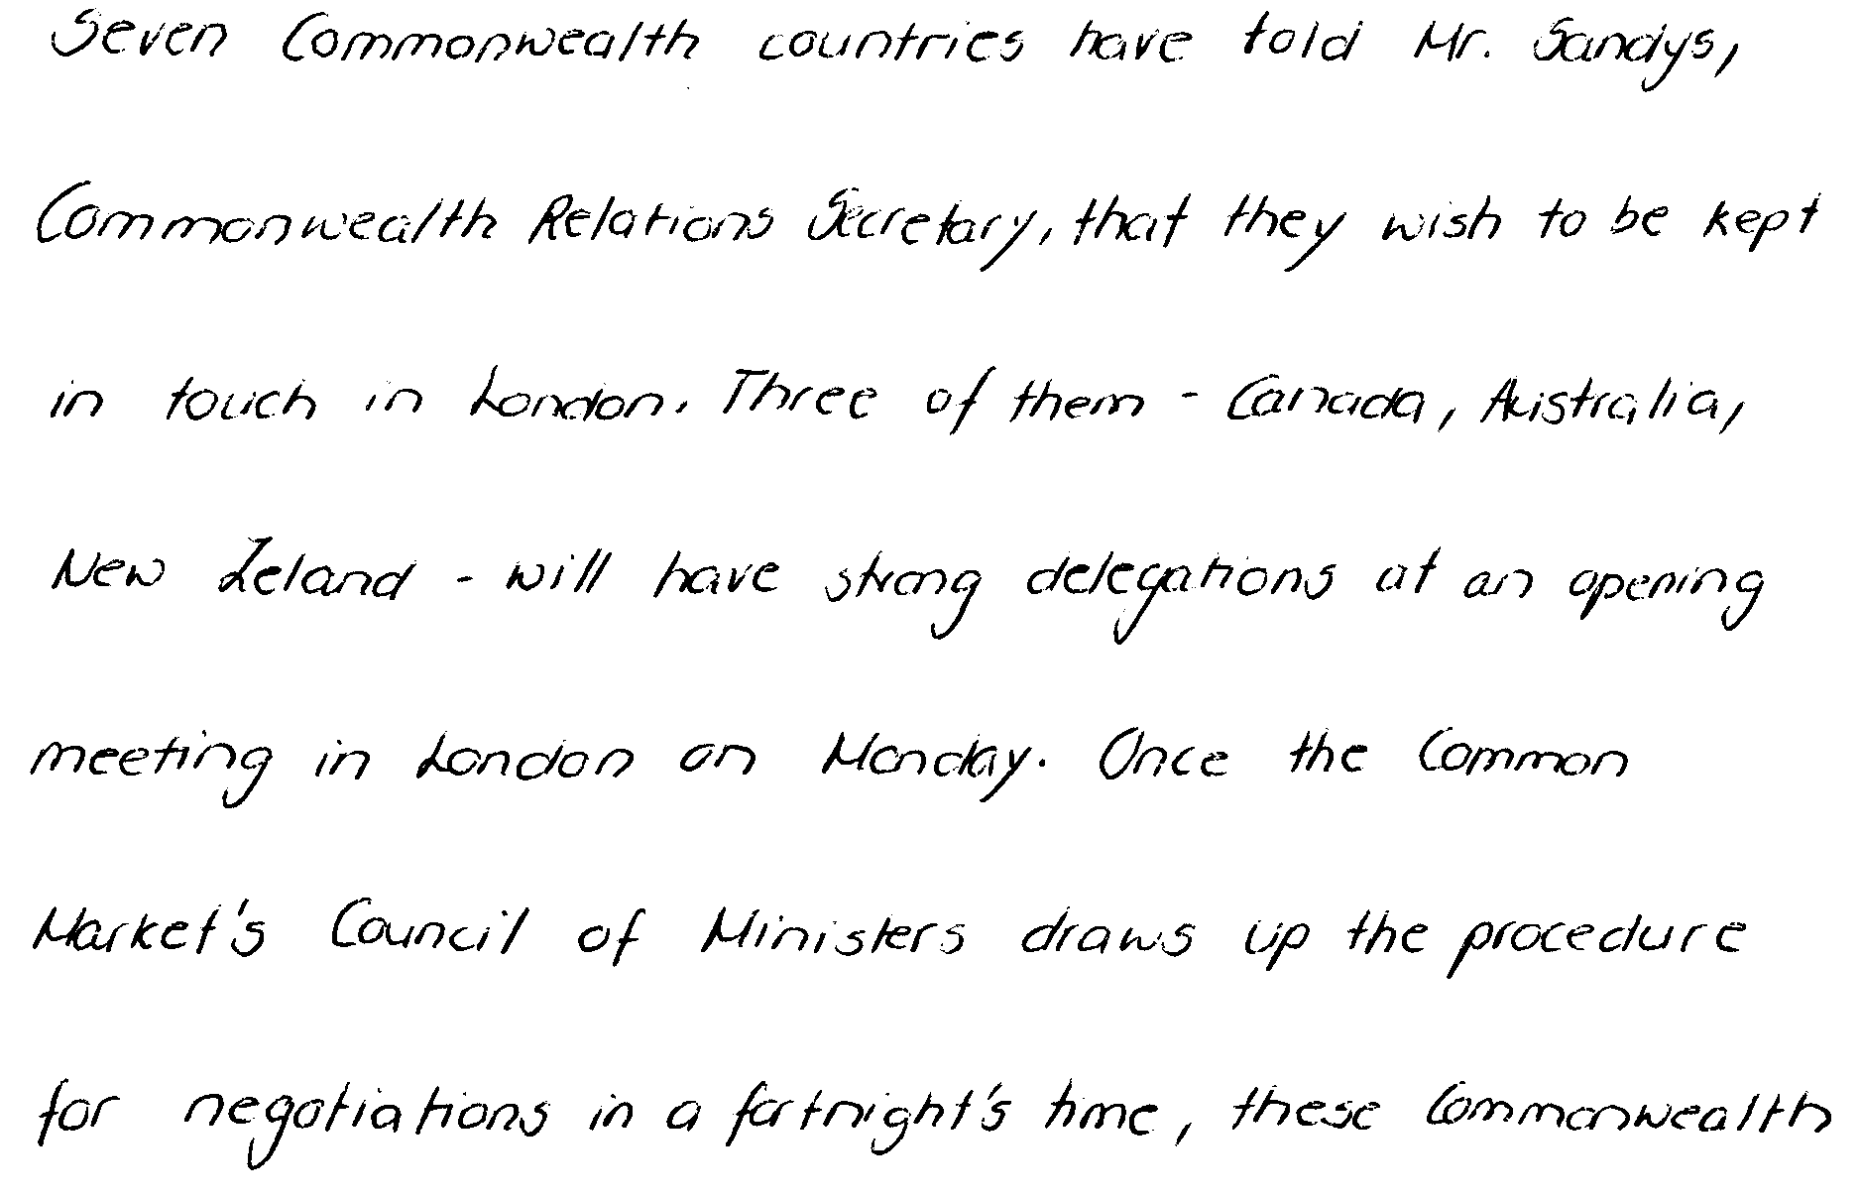 Seven Commonwealth countries have told Mr. Sandys,
Commonwealth Relations Secretary, that they wish to be kept
in touch in London. Three of them - Canada, Australia,
New Zeland - will have strong delegations at an opening
meeting in London on Monday. Once the Common
Market's Council of Ministers draws up the procedure
for negotiations in a fortnight's time, these Commonwealth